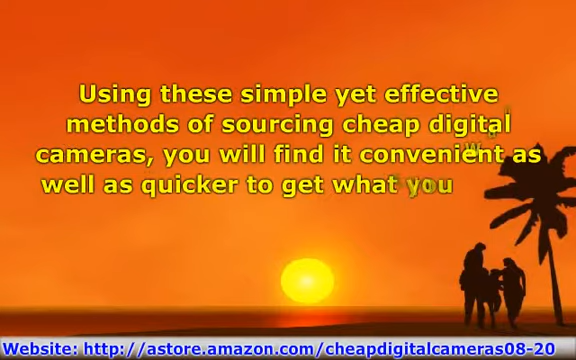 Using these simple yet effective
methods of sourcing cheap digital
cameras, you will find it convenient as
well as quicker to get what you
Website: http://astore.amazon.com/cheapdigitalcameras08-20